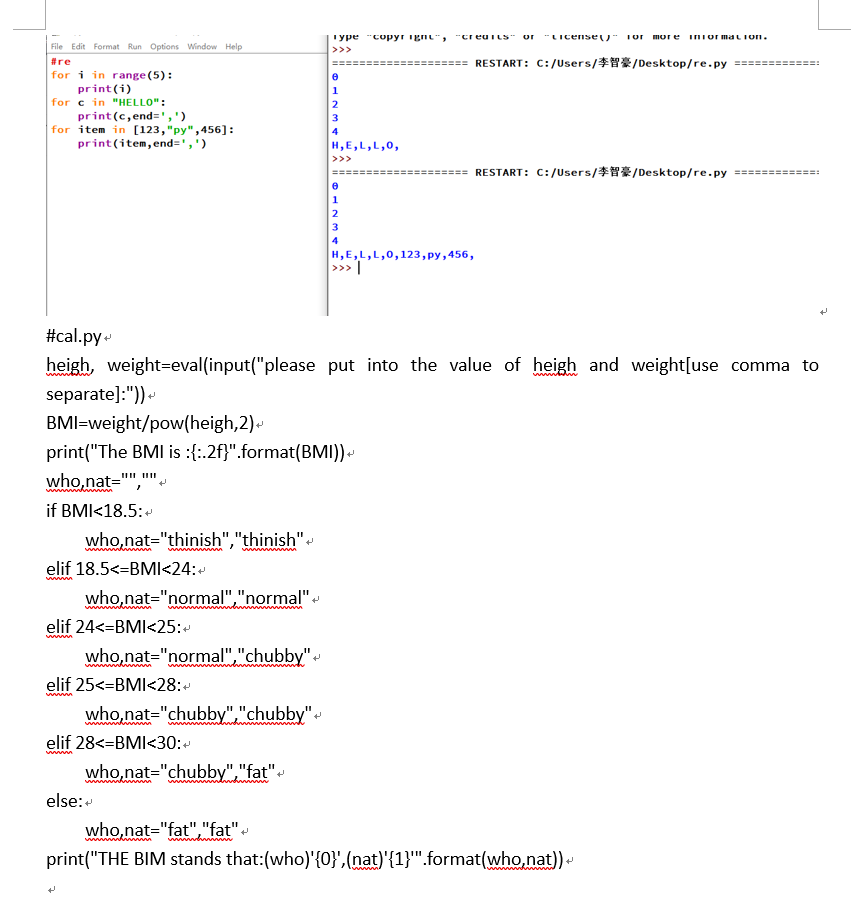 File Edit Format Run Options Window Help
#re
for i in range(5):
    print(i)
for c in "HELLO":
    print(c,end=',')
for item in [123,"py",456]:
    print(item,end=',')
Type "copyright", "credits" or "license()" for more information.
>>>
==================== RESTART: C:/Users/李智豪/Desktop/re.py =============
0
1
2
3
4
H,E,L,L,O,
>>>
==================== RESTART: C:/Users/李智豪/Desktop/re.py =============
0
1
2
3
4
H,E,L,L,O,123,py,456,
>>>
#cal.py
heigh, weight=eval(input("please put into the value of heigh and weight[use comma to
separate]:"))
BMI=weight/pow(heigh,2)
print("The BMI is :{:.2f}".format(BMI))
who,nat="",""
if BMI<18.5:
    who,nat="thinish","thinish"
elif 18.5<=BMI<24:
    who,nat="normal","normal"
elif 24<=BMI<25:
    who,nat="normal","chubby"
elif 25<=BMI<28:
    who,nat="chubby","chubby"
elif 28<=BMI<30:
    who,nat="chubby","fat"
else:
    who,nat="fat","fat"
print("THE BIM stands that:(who)'{0}',(nat)'{1}'".format(who,nat))